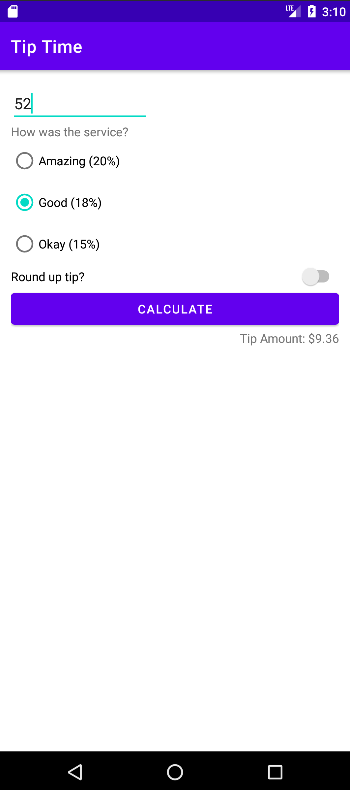 LTE 3:10
Tip Time
52
How was the service?
Amazing (20%)
Good (18%)
Okay (15%)
Round up tip?
CALCULATE
Tip Amount: $9.36